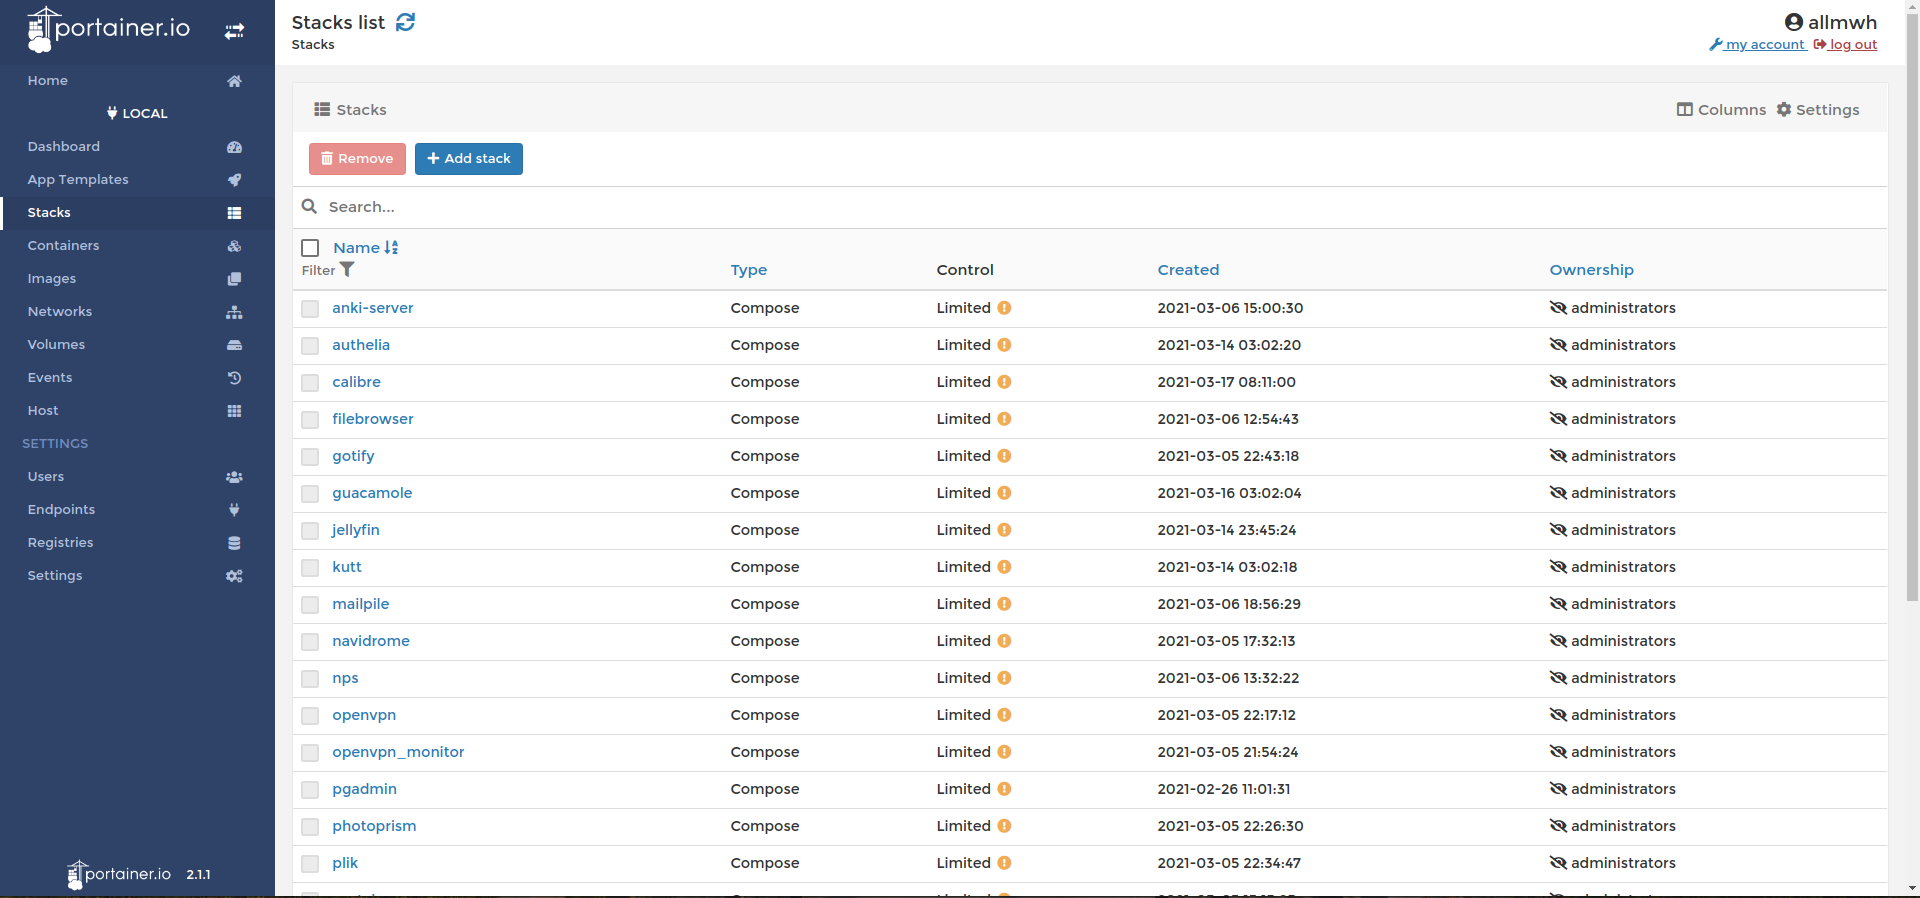 portainer.io
Home
LOCAL
Dashboard
App Templates
Stacks
Containers
Images
Networks
Volumes
Events
Host
SETTINGS
Users
Endpoints
Registries
Settings
portainer.io 2.1.1
Stacks list
Stacks
allmwh
my account log out
Stacks
Columns Settings
Remove Add stack
Search...
Name
Filter Type Control Created Ownership
anki-server Compose Limited 2021-03-06 15:00:30 administrators
authelia Compose Limited 2021-03-14 03:02:20 administrators
calibre Compose Limited 2021-03-17 08:11:00 administrators
filebrowser Compose Limited 2021-03-06 12:54:43 administrators
gotify Compose Limited 2021-03-05 22:43:18 administrators
guacamole Compose Limited 2021-03-16 03:02:04 administrators
jellyfin Compose Limited 2021-03-14 23:45:24 administrators
kutt Compose Limited 2021-03-14 03:02:18 administrators
mailpile Compose Limited 2021-03-06 18:56:29 administrators
navidrome Compose Limited 2021-03-05 17:32:13 administrators
nps Compose Limited 2021-03-06 13:32:22 administrators
openvpn Compose Limited 2021-03-05 22:17:12 administrators
openvpn_monitor Compose Limited 2021-03-05 21:54:24 administrators
pgadmin Compose Limited 2021-02-26 11:01:31 administrators
photoprism Compose Limited 2021-03-05 22:26:30 administrators
plik Compose Limited 2021-03-05 22:34:47 administrators